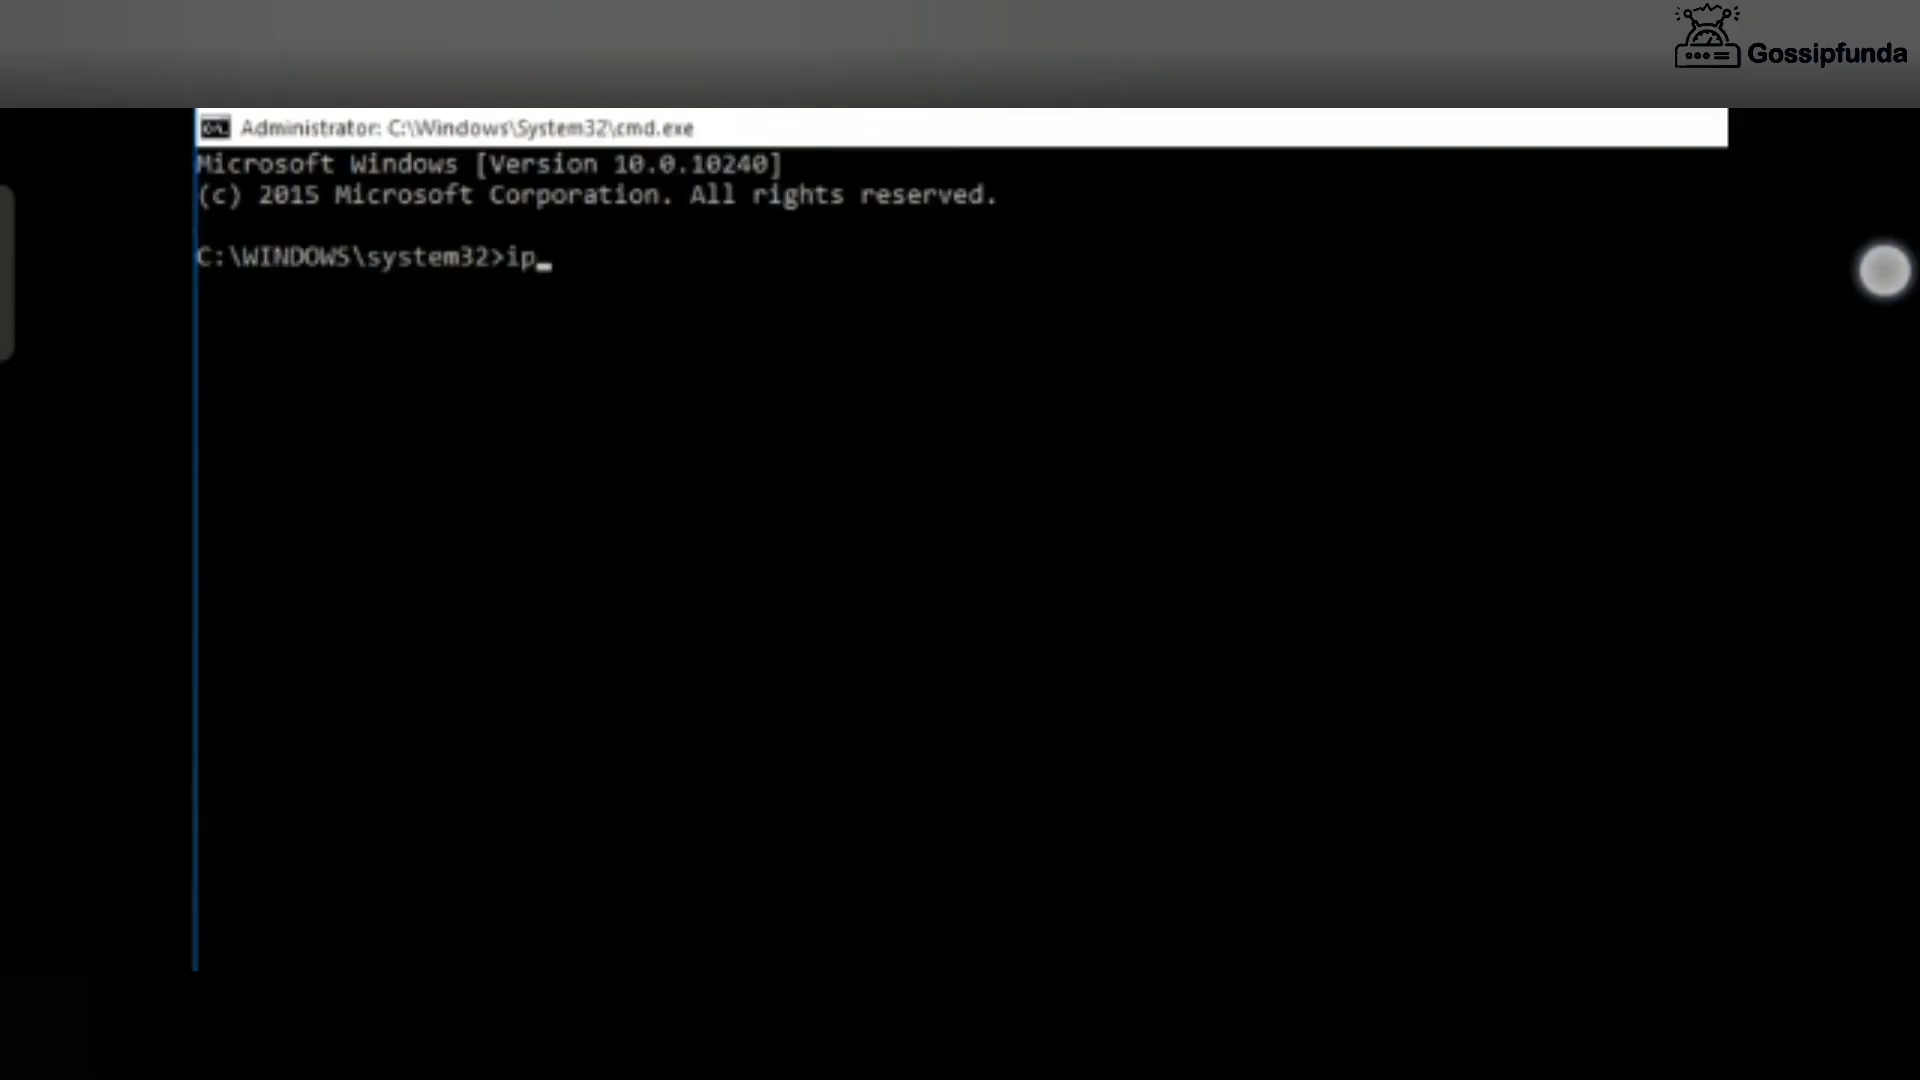 Gossipfunda
Administrator: C:\Windows\System32\cmd.exe
Microsoft Windows [Version 10.0.10240]
(c) 2015 Microsoft Corporation. All rights reserved.
C:\WINDOWS\system32>ip_